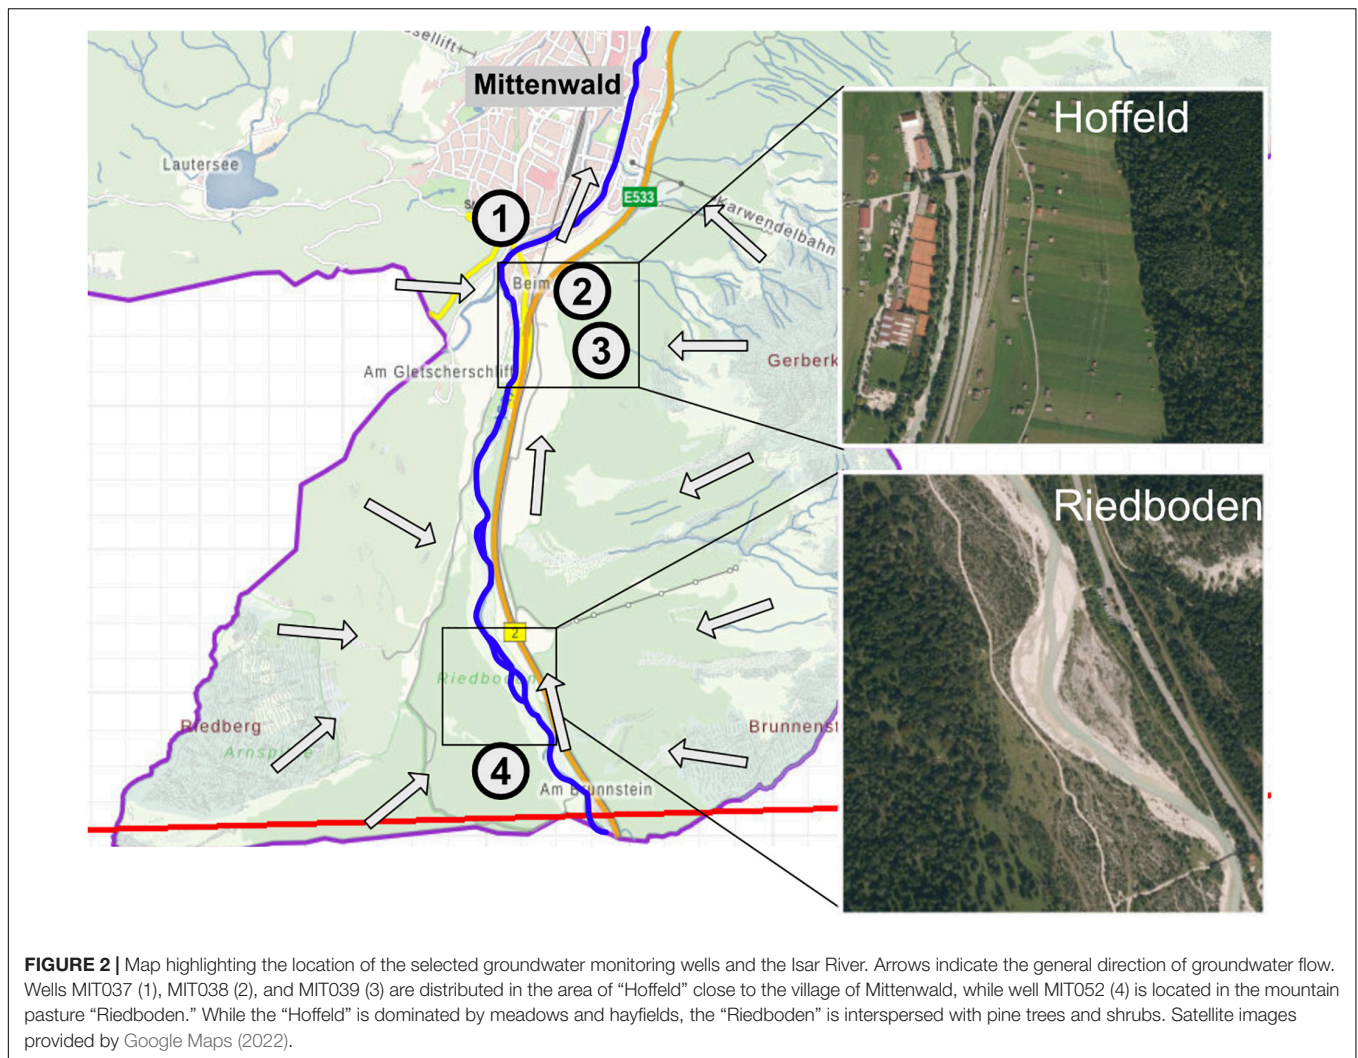 sellift
Mittenwald
Lautersee
Hoffeld
E533
Karwendelbahn
1
Beim
2
3
Gerberk
Am Gletscherschliff
Riedboden
2
Riedboden
Riedberg
Brunnenst
4
Am Brunnstein
FIGURE 2 | Map highlighting the location of the selected groundwater monitoring wells and the Isar River. Arrows indicate the general direction of groundwater flow.
Wells MIT037 (1), MIT038 (2), and MIT039 (3) are distributed in the area of “Hoffeld” close to the village of Mittenwald, while well MIT052 (4) is located in the mountain
pasture “Riedboden.” While the “Hoffeld” is dominated by meadows and hayfields, the “Riedboden” is interspersed with pine trees and shrubs. Satellite images
provided by Google Maps (2022).